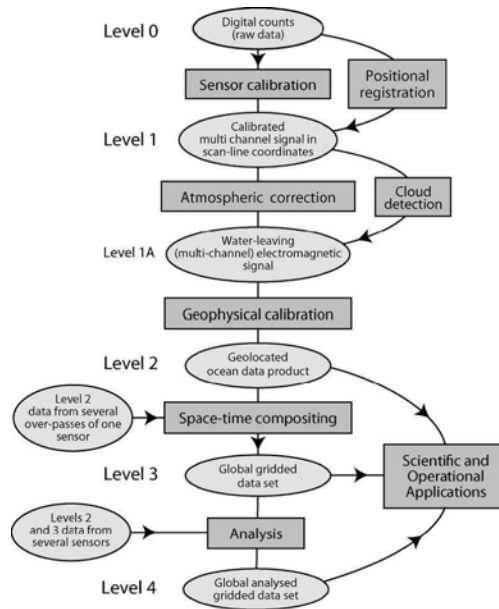 Level 0
Digital counts
(raw data)
Sensor calibration
Positional
registration
Level 1
Calibrated
multi channel signal in
scan-line coordinates
Atmospheric correction
Cloud
detection
Level 1A
Water-leaving
(multi-channel) electromagnetic
signal
Geophysical calibration
Level 2
Geolocated
ocean data product
Level 2
data from several
over-passes of one
sensor
Space-time compositing
Level 3
Global gridded
data set
Scientific and
Operational
Applications
Levels 2
and 3 data from
several sensors
Analysis
Level 4
Global analysed
gridded data set